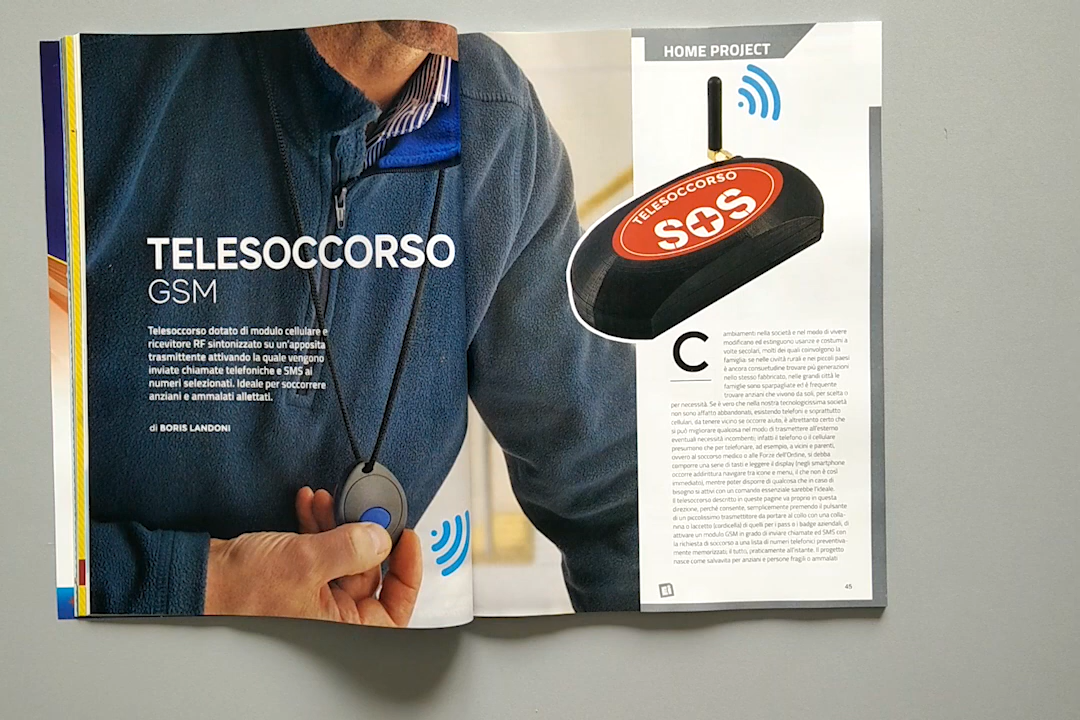 TELESOCCORSO
GSM
Telesoccorso dotato di modulo cellulare e
ricevitore RF sintonizzato su un'apposita
trasmittente attivando la quale vengono
inviate chiamate telefoniche e SMS ai
numeri selezionati. Ideale per soccorrere
anziani e ammalati allettati.
di BORIS LANDONI
HOME PROJECT
TELESOCCORSO
SOS
Cambiamenti nella società e nel modo di vivere
modificano ed estinguono usanze e costumi a
volte secolari, molti dei quali coinvolgono la
famiglia: se nelle civiltà rurali e nei piccoli paesi
è ancora consuetudine trovare più generazioni
nello stesso fabbricato, nelle grandi città le
famiglie sono sparpagliate ed è frequente
trovare anziani che vivono da soli, per scelta o
per necessità. Se è vero che nella nostra tecnologicissima società
non sono affatto abbandonati, esistendo telefoni e soprattutto
cellulari, da tenere vicino se occorre aiuto, è altrettanto certo che
si può migliorare qualcosa nel modo di trasmettere all'esterno
eventuali necessità incombenti; infatti il telefono o il cellulare
presumono che per telefonare, ad esempio, a vicini e parenti,
ovvero al soccorso medico o alle Forze dell'Ordine, si debba
comporre una serie di tasti e leggere il display (negli smartphone
occorre addirittura navigare tra icone e menu, il che non è così
immediato), mentre poter disporre di qualcosa che in caso di
bisogno si attivi con un comando essenziale sarebbe l'ideale.
Il telesoccorso descritto in queste pagine va proprio in questa
direzione, perché consente, semplicemente premendo il pulsante
di un piccolissimo trasmettitore da portare al collo con una colla-
nina o laccetto (cordicella) di quelli per i pass o i badge aziendali, di
attivare un modulo GSM in grado di inviare chiamate ed SMS con
la richiesta di soccorso a una lista di numeri telefonici preventiva-
mente memorizzati, il tutto, praticamente all'istante. Il progetto
nasce come salvavita per anziani e persone fragili o ammalati
45